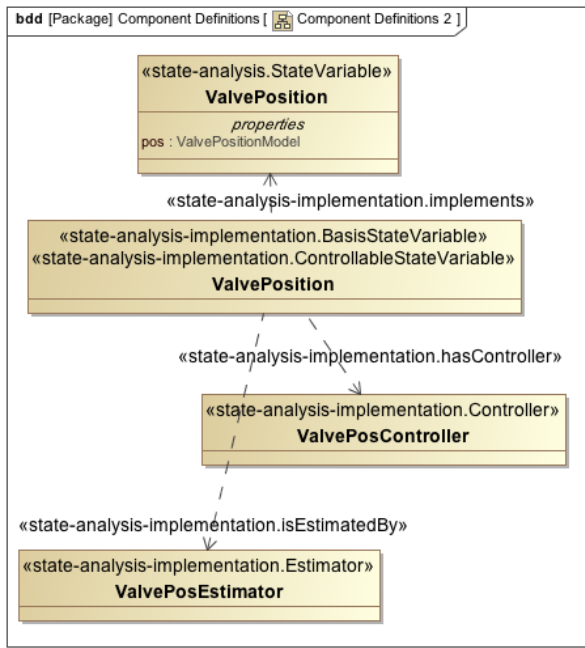 bdd [Package] Component Definitions [ Component Definitions 2 ]
«state-analysis.StateVariable»
ValvePosition
properties
pos : ValvePositionModel
«state-analysis-implementation.implements»
«state-analysis-implementation.BasisStateVariable»
«state-analysis-implementation.ControllableStateVariable»
ValvePosition
«state-analysis-implementation.hasController»
«state-analysis-implementation.Controller»
ValvePosController
«state-analysis-implementation.isEstimatedBy»
«state-analysis-implementation.Estimator»
ValvePosEstimator